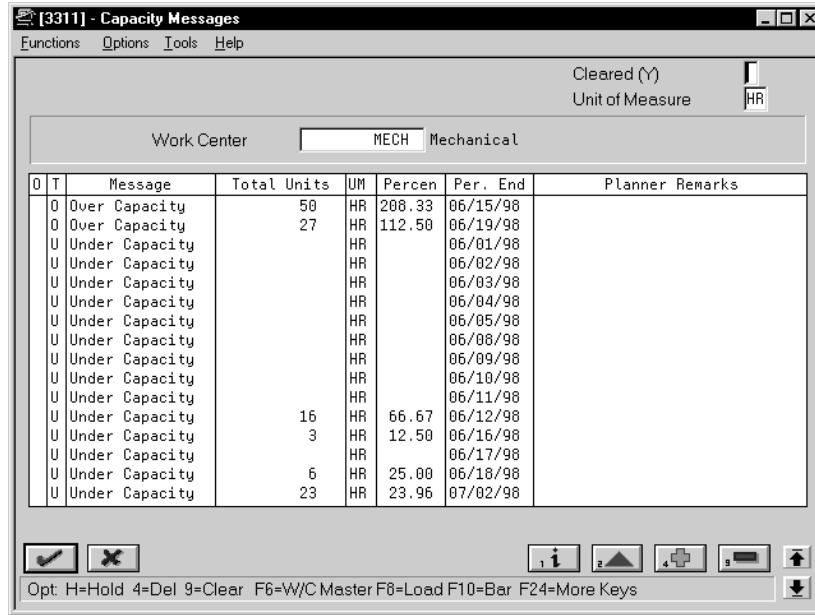 [3311] - Capacity Messages
Functions Options Tools Help
Cleared (Y)
Unit of Measure HR
Work Center MECH Mechanical
O T Message Total Units UM Percen Per. End Planner Remarks
O Over Capacity 50 HR 208.33 06/15/98
O Over Capacity 27 HR 112.50 06/19/98
U Under Capacity HR 06/01/98
U Under Capacity HR 06/02/98
U Under Capacity HR 06/03/98
U Under Capacity HR 06/04/98
U Under Capacity HR 06/05/98
U Under Capacity HR 06/08/98
U Under Capacity HR 06/09/98
U Under Capacity HR 06/10/98
U Under Capacity HR 06/11/98
U Under Capacity 16 HR 66.67 06/12/98
U Under Capacity 3 HR 12.50 06/16/98
U Under Capacity HR 06/17/98
U Under Capacity 6 HR 25.00 06/18/98
U Under Capacity 23 HR 23.96 07/02/98
1 i 2 4 9
Opt: H=Hold 4=Del 9=Clear F6=W/C Master F8=Load F10=Bar F24=More Keys